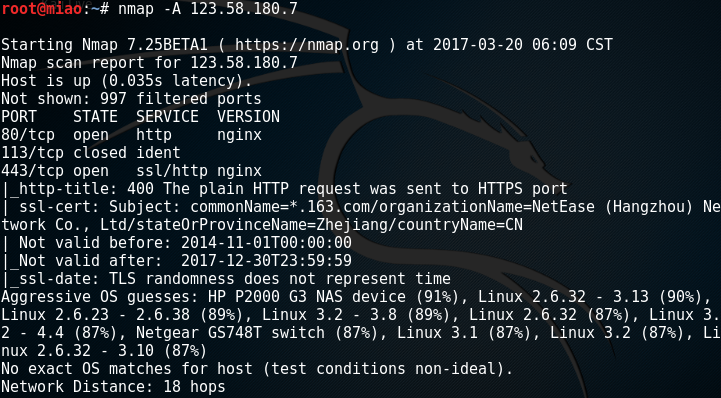 root@miao:~# nmap -A 123.58.180.7
Starting Nmap 7.25BETA1 ( https://nmap.org ) at 2017-03-20 06:09 CST
Nmap scan report for 123.58.180.7
Host is up (0.035s latency).
Not shown: 997 filtered ports
PORT    STATE  SERVICE  VERSION
80/tcp  open   http     nginx
113/tcp closed ident
443/tcp open   ssl/http nginx
|_http-title: 400 The plain HTTP request was sent to HTTPS port
| ssl-cert: Subject: commonName=*.163.com/organizationName=NetEase (Hangzhou) Ne
twork Co., Ltd/stateOrProvinceName=Zhejiang/countryName=CN
| Not valid before: 2014-11-01T00:00:00
|_Not valid after:  2017-12-30T23:59:59
|_ssl-date: TLS randomness does not represent time
Aggressive OS guesses: HP P2000 G3 NAS device (91%), Linux 2.6.32 - 3.13 (90%),
Linux 2.6.23 - 2.6.38 (89%), Linux 3.2 - 3.8 (89%), Linux 2.6.32 (87%), Linux 3.
2 - 4.4 (87%), Netgear GS748T switch (87%), Linux 3.1 (87%), Linux 3.2 (87%), Li
nux 2.6.32 - 3.10 (87%)
No exact OS matches for host (test conditions non-ideal).
Network Distance: 18 hops